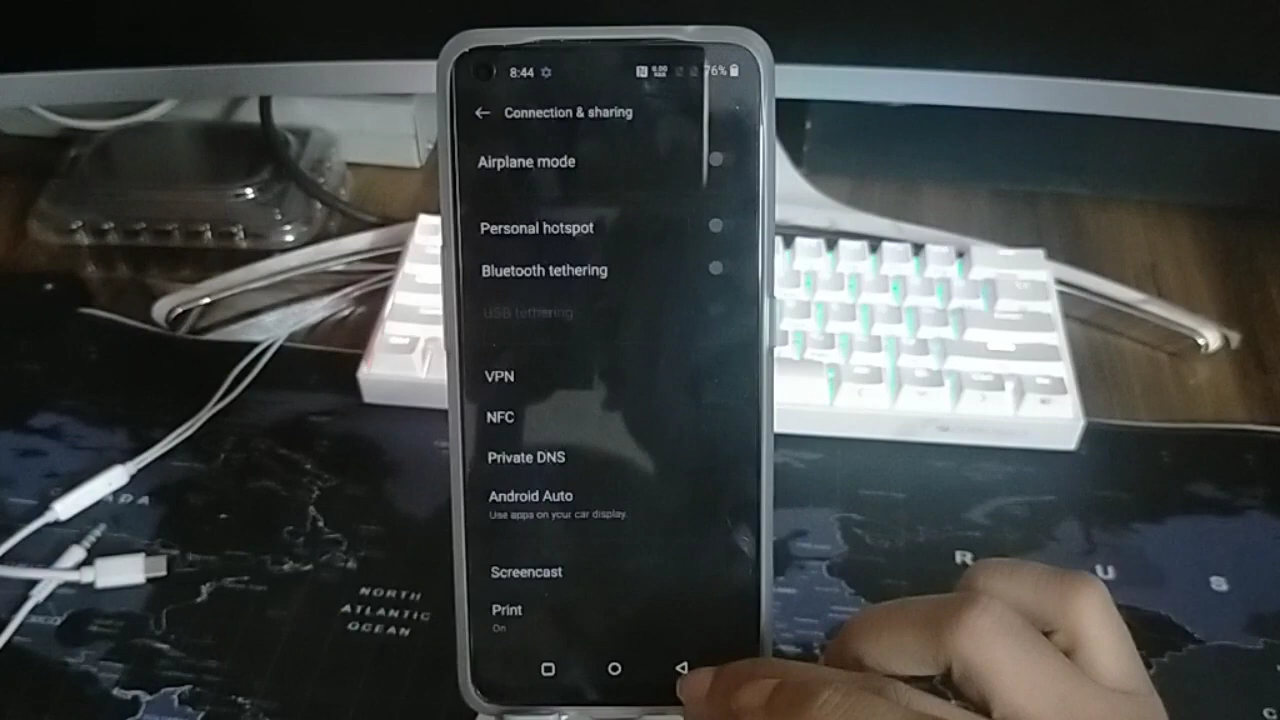 8:44
76%
Connection & sharing
Airplane mode
Personal hotspot
Bluetooth tethering
USB tethering
VPN
NFC
Private DNS
Android Auto
Use apps on your car display.
Screencast
Print
On
NORTH
ATLANTIC
OCEAN
R U S